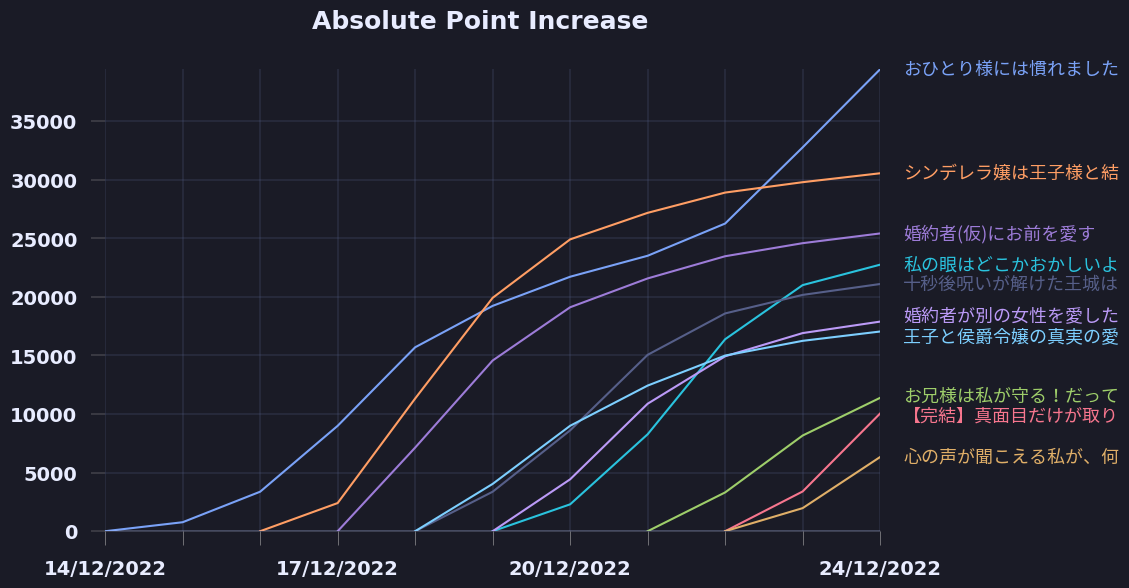 Absolute Point Increase
おひとり様には慣れました
35000
シンデレラ嬢は王子様と結
30000
婚約者(仮)にお前を愛す
25000
私の眼はどこかおかしいよ
十秒後呪いが解けた王城は
20000
婚約者が別の女性を愛した
王子と侯爵令嬢の真実の愛
15000
お兄様は私が守る！だって
10000
【完結】真面目だけが取り
心の声が聞こえる私が、何
5000
0
14/12/2022 17/12/2022 20/12/2022 24/12/2022